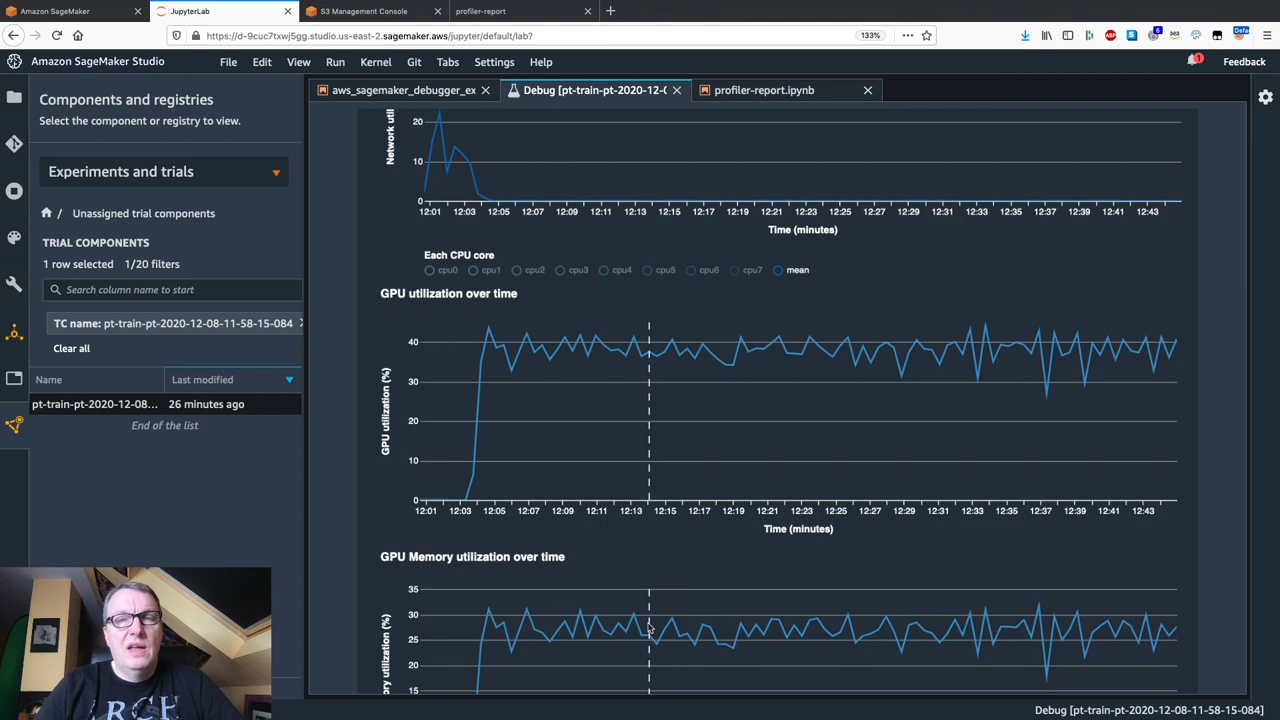 Amazon SageMaker
JupyterLab
S3 Management Console
profiler-report
https://d-9cuc7txwj5gg.studio.us-east-2.sagemaker.aws/jupyter/default/lab?
133%
Amazon SageMaker Studio
File Edit View Run Kernel Git Tabs Settings Help
Feedback
Components and registries
Select the component or registry to view.
Experiments and trials
/ Unassigned trial components
TRIAL COMPONENTS
1 row selected 1/20 filters
Search column name to start
TC name: pt-train-pt-2020-12-08-11-58-15-084
Clear all
Name Last modified
pt-train-pt-2020-12-08... 26 minutes ago
End of the list
aws_sagemaker_debugger_ex
Debug [pt-train-pt-2020-12-0
profiler-report.ipynb
Network util
20
10
0
12:01 12:03 12:05 12:07 12:09 12:11 12:13 12:15 12:17 12:19 12:21 12:23 12:25 12:27 12:29 12:31 12:33 12:35 12:37 12:39 12:41 12:43
Time (minutes)
Each CPU core
cpu0 cpu1 cpu2 cpu3 cpu4 cpu5 cpu6 cpu7 mean
GPU utilization over time
GPU utilization (%)
40
30
20
10
0
12:01 12:03 12:05 12:07 12:09 12:11 12:13 12:15 12:17 12:19 12:21 12:23 12:25 12:27 12:29 12:31 12:33 12:35 12:37 12:39 12:41 12:43
Time (minutes)
GPU Memory utilization over time
ory utilization (%)
35
30
25
20
15
Debug [pt-train-pt-2020-12-08-11-58-15-084]